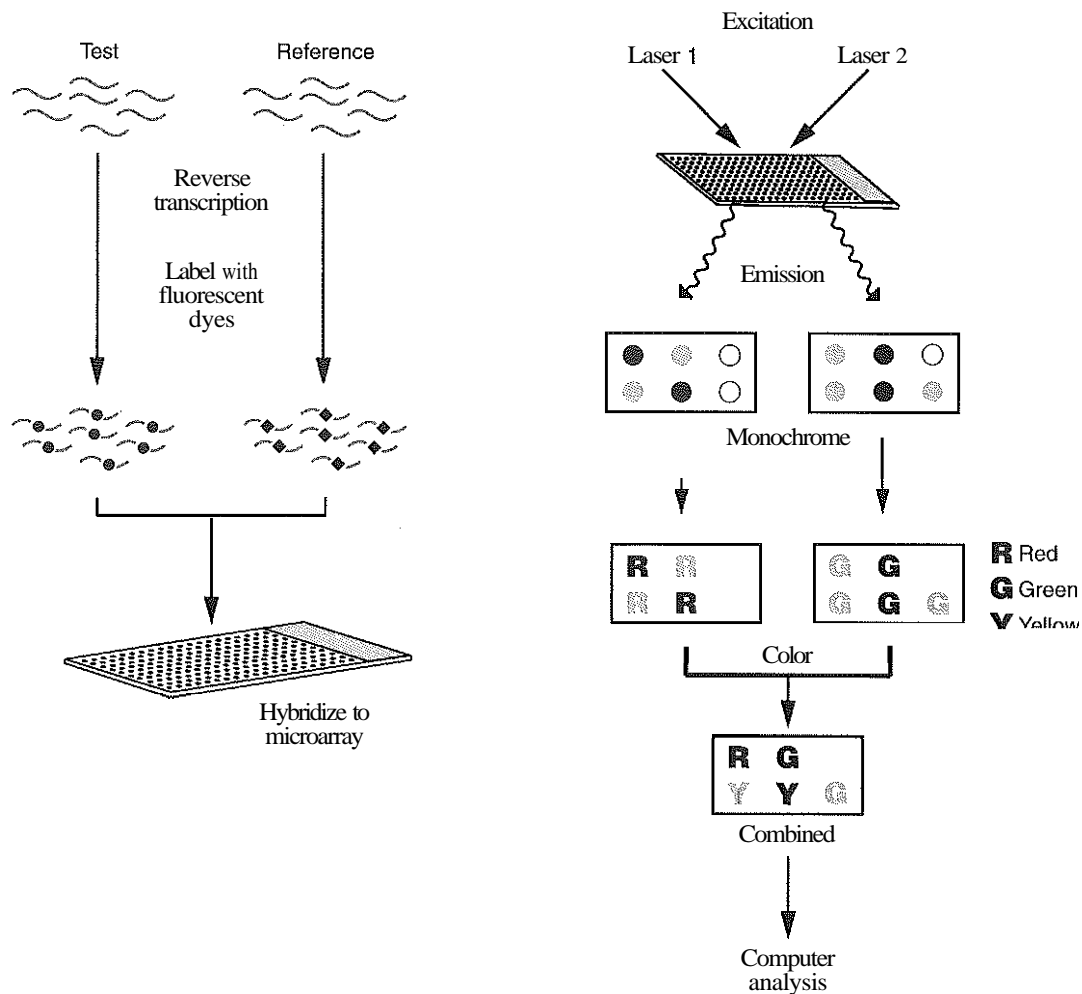 Test
Reference
Reverse
transcription
Label with
fluorescent
dyes
Hybridize to
microarray
Excitation
Laser 1
Laser 2
Emission
Monochrome
R R
R R
G G
G G G
R Red
G Green
Y Yellow
Color
R G
Y Y G
Combined
Computer
analysis